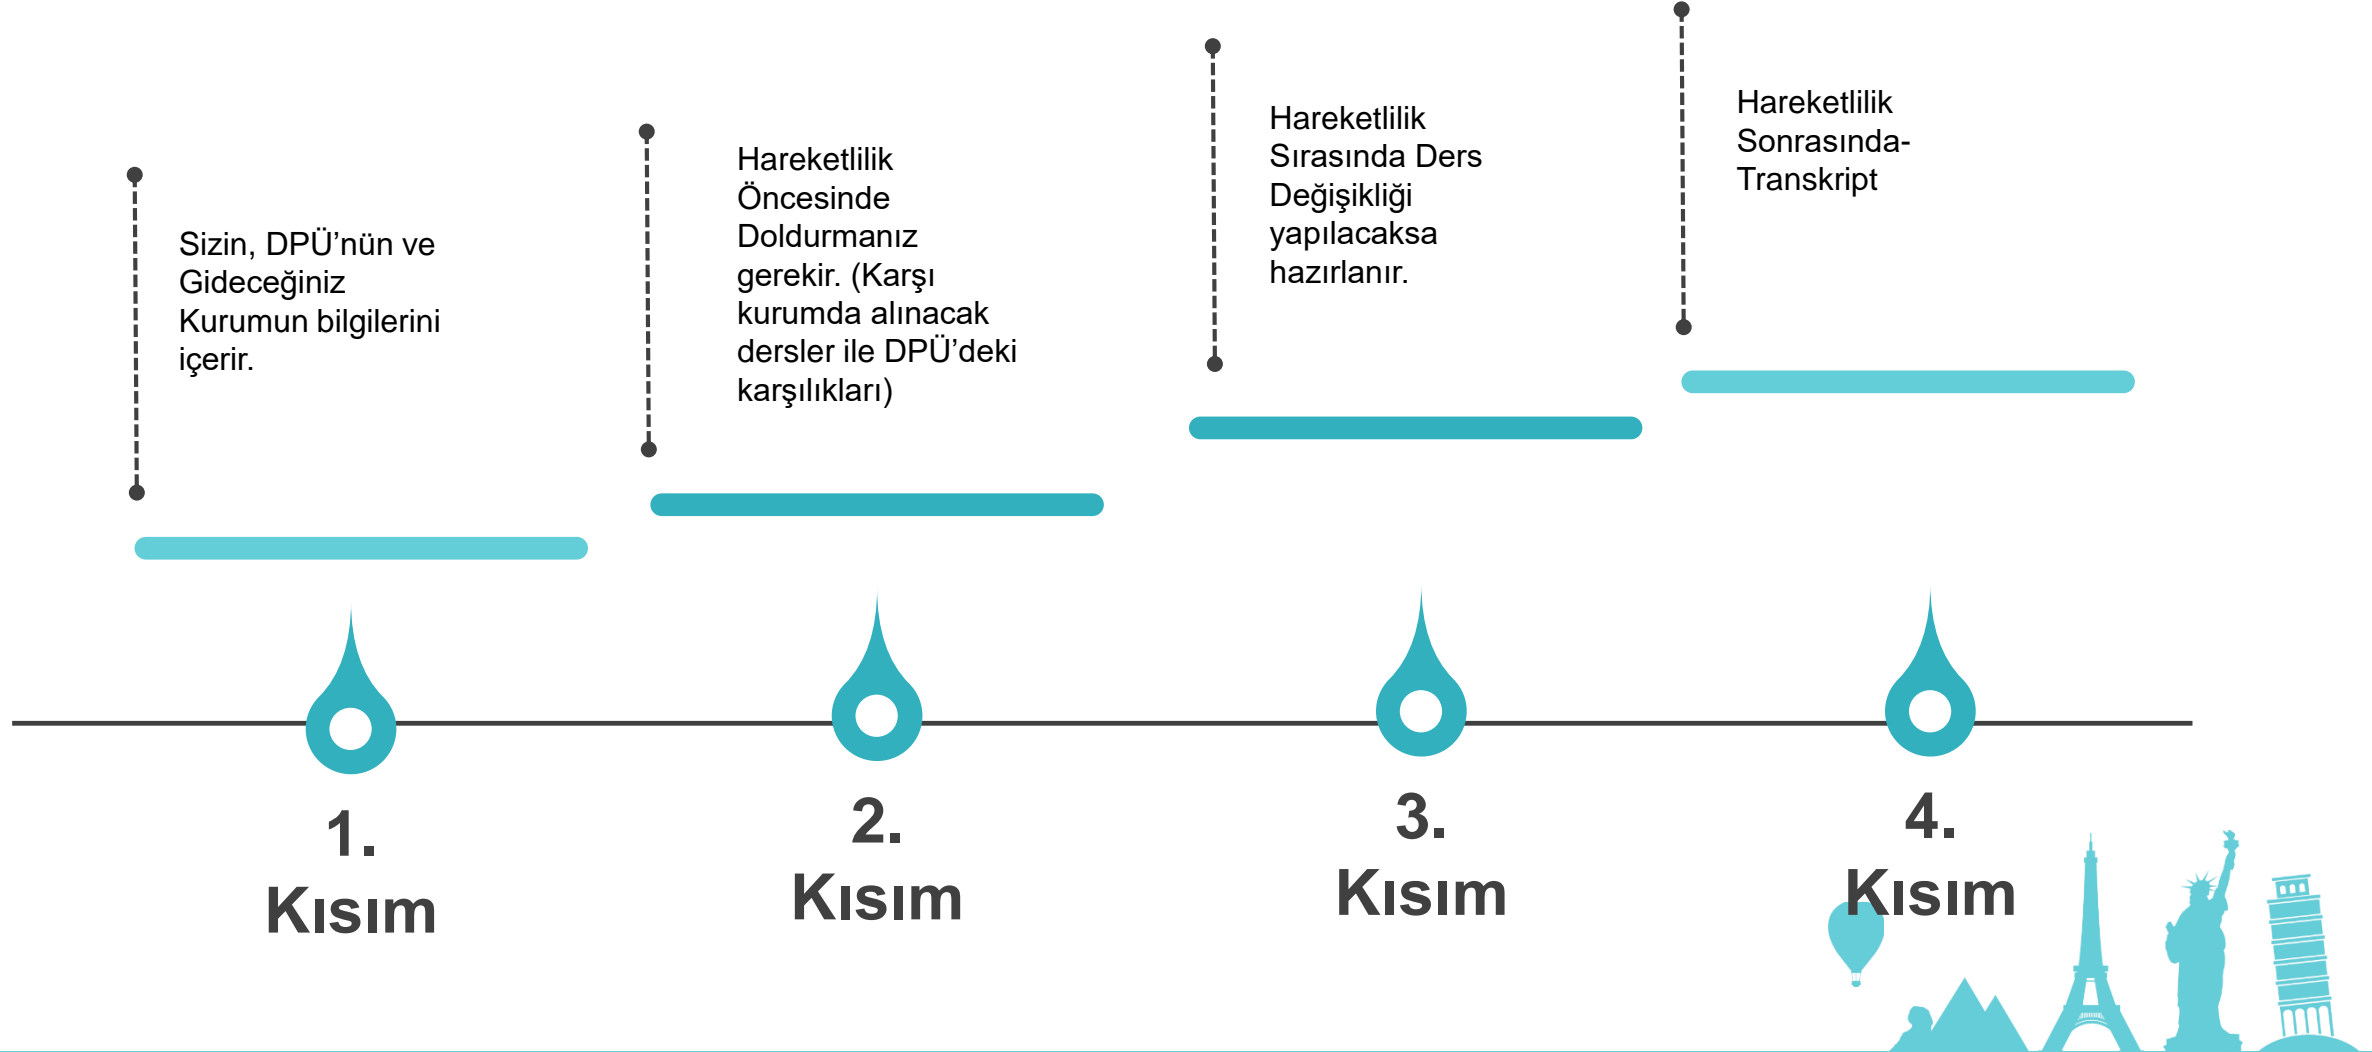 Sizin, DPÜ’nün ve
Gideceğiniz
Kurumun bilgilerini
içerir.
Hareketlilik
Öncesinde
Doldurmanız
gerekir. (Karşı
kurumda alınacak
dersler ile DPÜ’deki
karşılıkları)
Hareketlilik
Sırasında Ders
Değişikliği
yapılacaksa
hazırlanır.
Hareketlilik
Sonrasında-
Transkript
1.
Kısım
2.
Kısım
3.
Kısım
4.
Kısım